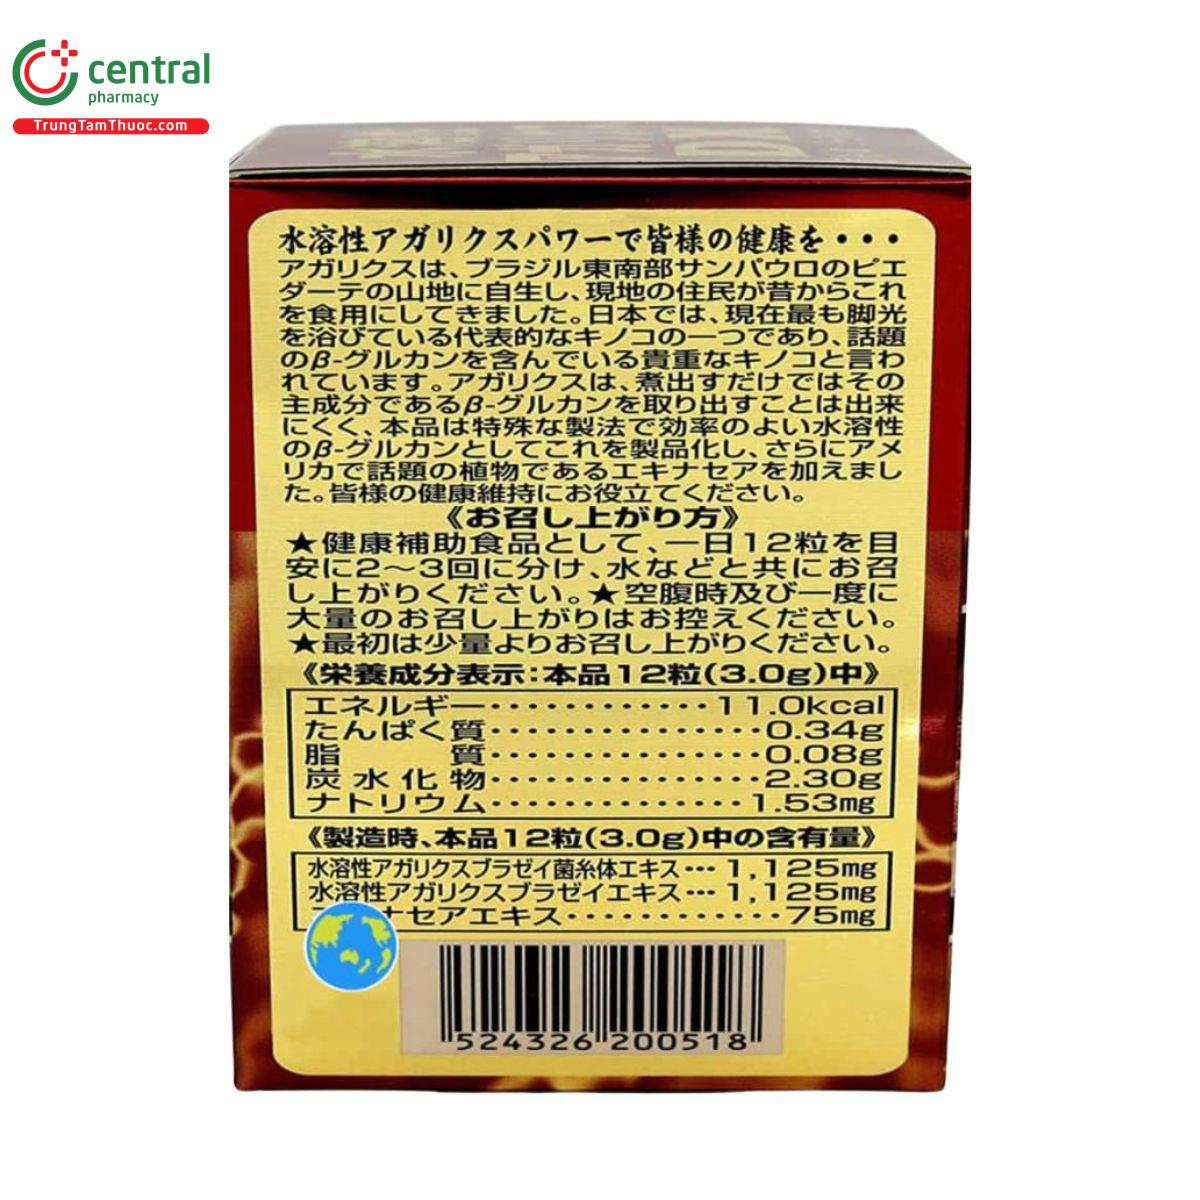 central
pharmacy
TrungTamThuoc.com
水溶性アガリクスパワーで皆様の健康を・・・
アガリクスは、ブラジル東南部サンパウロのピエ
ダーテの山地に自生し、現地の住民が昔からこれ
を食用にしてきました。日本では、現在最も脚光
を浴びている代表的なキノコの一つであり、話題
のβ-グルカンを含んでいる貴重なキノコと言わ
れています。アガリクスは、煮出すだけではその
主成分であるβ-グルカンを取り出すことは出来
にくく、本品は特殊な製法で効率のよい水溶性
のβ-グルカンとしてこれを製品化し、さらにアメ
リカで話題の植物であるエキナセアを加えまし
た。皆様の健康維持にお役立てください。
《お召し上がり方》
★健康補助食品として、一日12粒を目
安に2〜3回に分け、水などと共にお召
し上がりください。★空腹時及び一度に
大量のお召し上がりはお控えください。
★最初は少量よりお召し上がりください。
《栄養成分表示：本品12粒(3.0g)中》
エネルギー・・・・・・・・・・・・11.0kcal
たんぱく質・・・・・・・・・・・・・・・0.34g
脂質・・・・・・・・・・・・・・・0.08g
炭水化物・・・・・・・・・・・・・・・2.30g
ナトリウム・・・・・・・・・・・・・・1.53mg
《製造時、本品12粒(3.0g)中の含有量》
水溶性アガリクスブラゼイ菌糸体エキス・・・1,125mg
水溶性アガリクスブラゼイエキス・・・1,125mg
ナセアエキス・・・・・・・・・・・・75mg
524326 200518